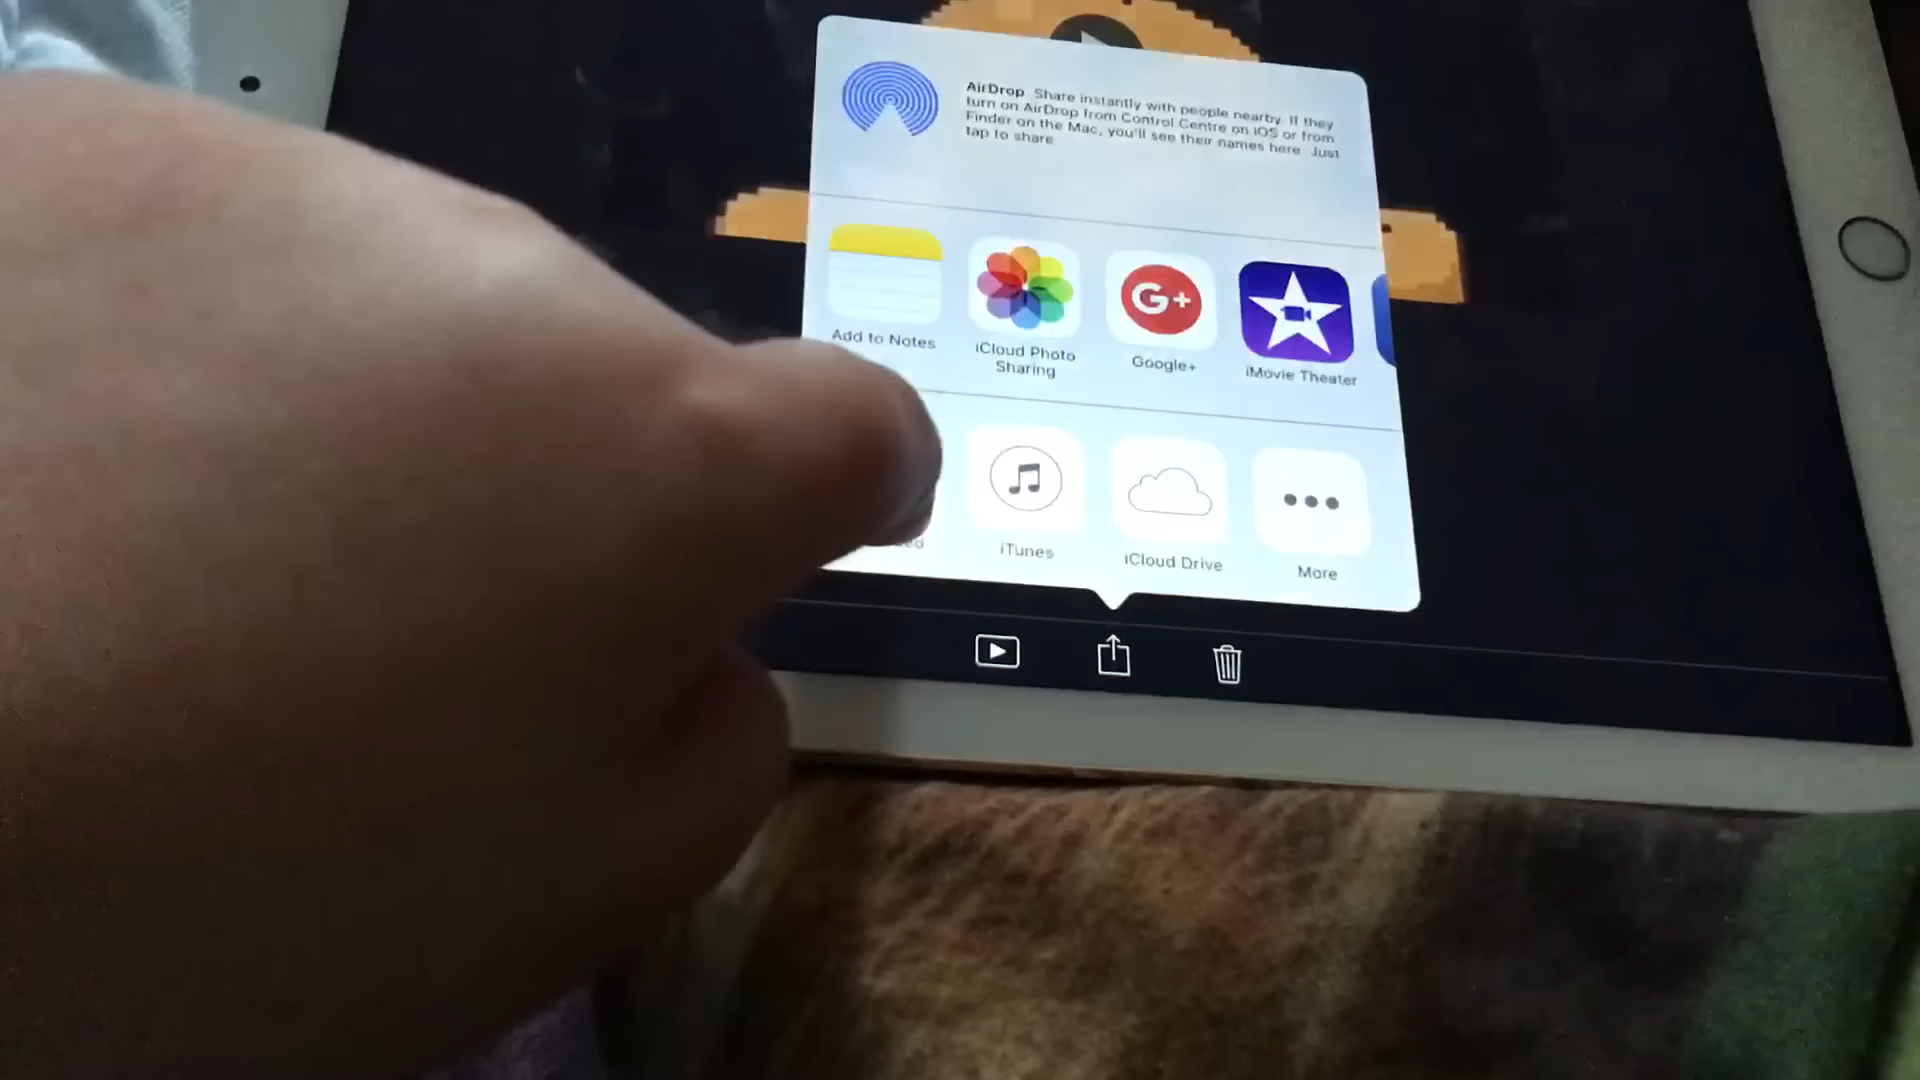 AirDrop Share instantly with people nearby. If they
turn on AirDrop from Control Centre on iOS or from
Finder on the Mac, you'll see their names here. Just
tap to share.
Add to Notes
iCloud Photo
Sharing
G+
Google+
iMovie Theater
iTunes
iCloud Drive
More